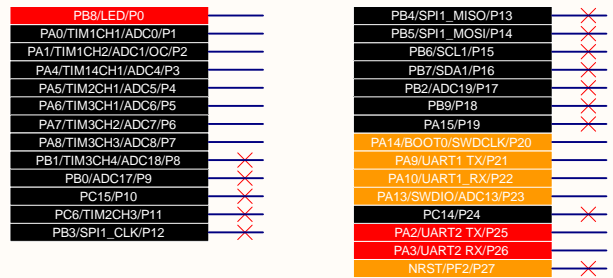 PB8/LED/P0
PA0/TIM1CH1/ADC0/P1
PA1/TIM1CH2/ADC1/OC/P2
PA4/TIM14CH1/ADC4/P3
PA5/TIM2CH1/ADC5/P4
PA6/TIM3CH1/ADC6/P5
PA7/TIM3CH2/ADC7/P6
PA8/TIM3CH3/ADC8/P7
PB1/TIM3CH4/ADC18/P8
PB0/ADC17/P9
PC15/P10
PC6/TIM2CH3/P11
PB3/SPI1_CLK/P12
PB4/SPI1_MISO/P13
PB5/SPI1_MOSI/P14
PB6/SCL1/P15
PB7/SDA1/P16
PB2/ADC19/P17
PB9/P18
PA15/P19
PA14/BOOT0/SWDCLK/P20
PA9/UART1 TX/P21
PA10/UART1_RX/P22
PA13/SWDIO/ADC13/P23
PC14/P24
PA2/UART2 TX/P25
PA3/UART2 RX/P26
NRST/PF2/P27